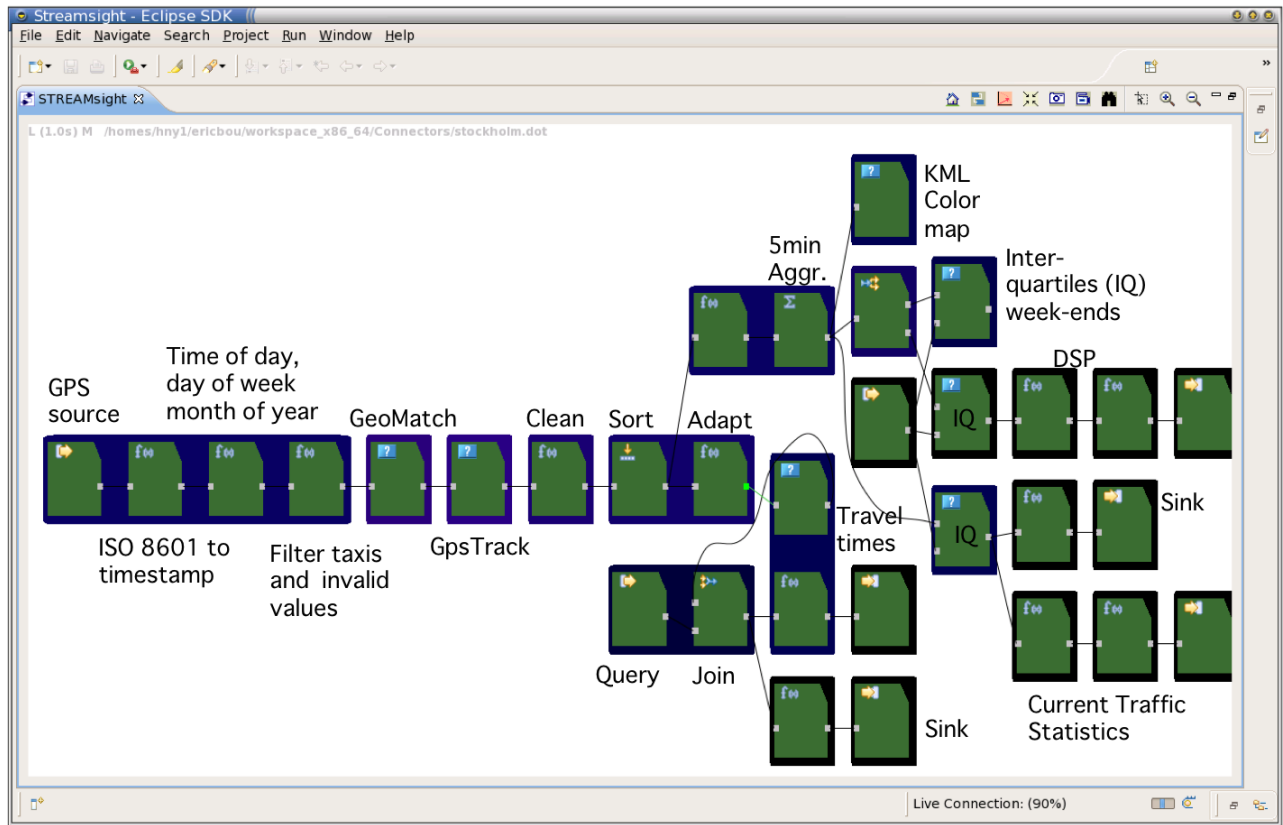 Streamsight - Eclipse SDK
File Edit Navigate Search Project Run Window Help
STREAMsight
L (1.0s) M /homes/hny1/ericbou/workspace_x86_64/Connectors/stockholm.dot
KML
Color
map
5min
Aggr.
Inter-
quartiles (IQ)
week-ends
Time of day,
day of week
month of year
GPS
source
DSP
GeoMatch
Clean
Sort
Adapt
IQ
ISO 8601 to
timestamp
Filter taxis
and invalid
values
GpsTrack
Travel
times
IQ
Sink
Query
Join
Sink
Current Traffic
Statistics
Live Connection: (90%)